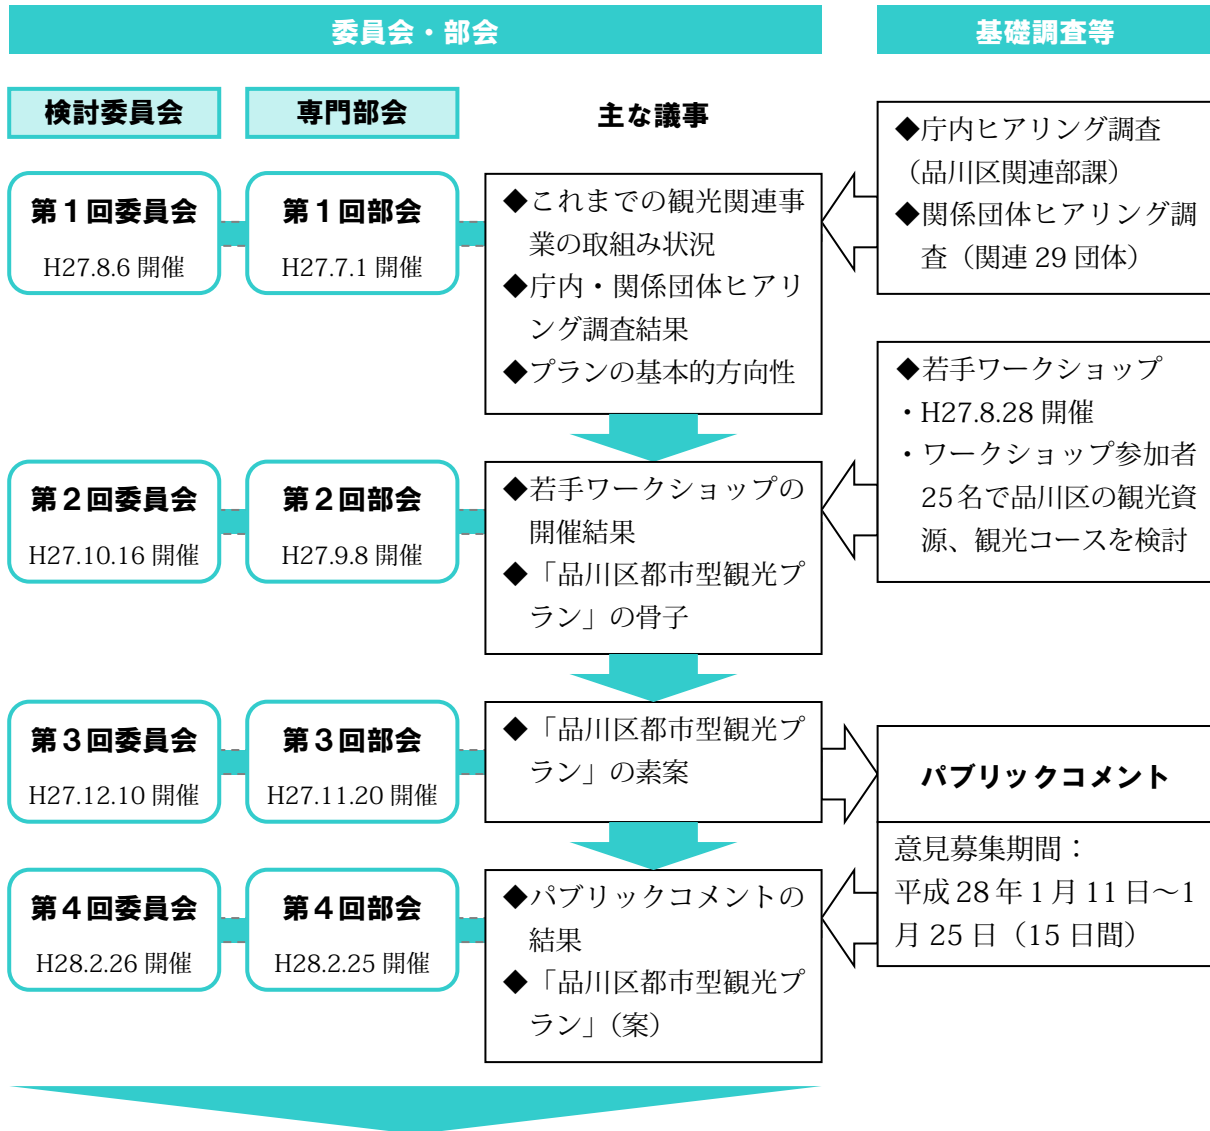 委員会・部会
基礎調査等
検討委員会
専門部会
主な議事
第１回委員会
H27.8.6 開催
第１回部会
H27.7.1 開催
◆これまでの観光関連事
業の取組み状況
◆庁内・関係団体ヒアリ
ング調査結果
◆プランの基本的方向性
◆庁内ヒアリング調査
（品川区関連部課）
◆関係団体ヒアリング調
査（関連 29 団体）
第２回委員会
H27.10.16 開催
第２回部会
H27.9.8 開催
◆若手ワークショップの
開催結果
◆「品川区都市型観光プ
ラン」の骨子
◆若手ワークショップ
・H27.8.28 開催
・ワークショップ参加者
25名で品川区の観光資
源、観光コースを検討
第３回委員会
H27.12.10 開催
第３回部会
H27.11.20 開催
◆「品川区都市型観光プ
ラン」の素案
パブリックコメント
意見募集期間：
平成 28 年 1 月 11 日～1
月 25 日（15 日間）
第４回委員会
H28.2.26 開催
第４回部会
H28.2.25 開催
◆パブリックコメントの
結果
◆「品川区都市型観光プ
ラン」（案）